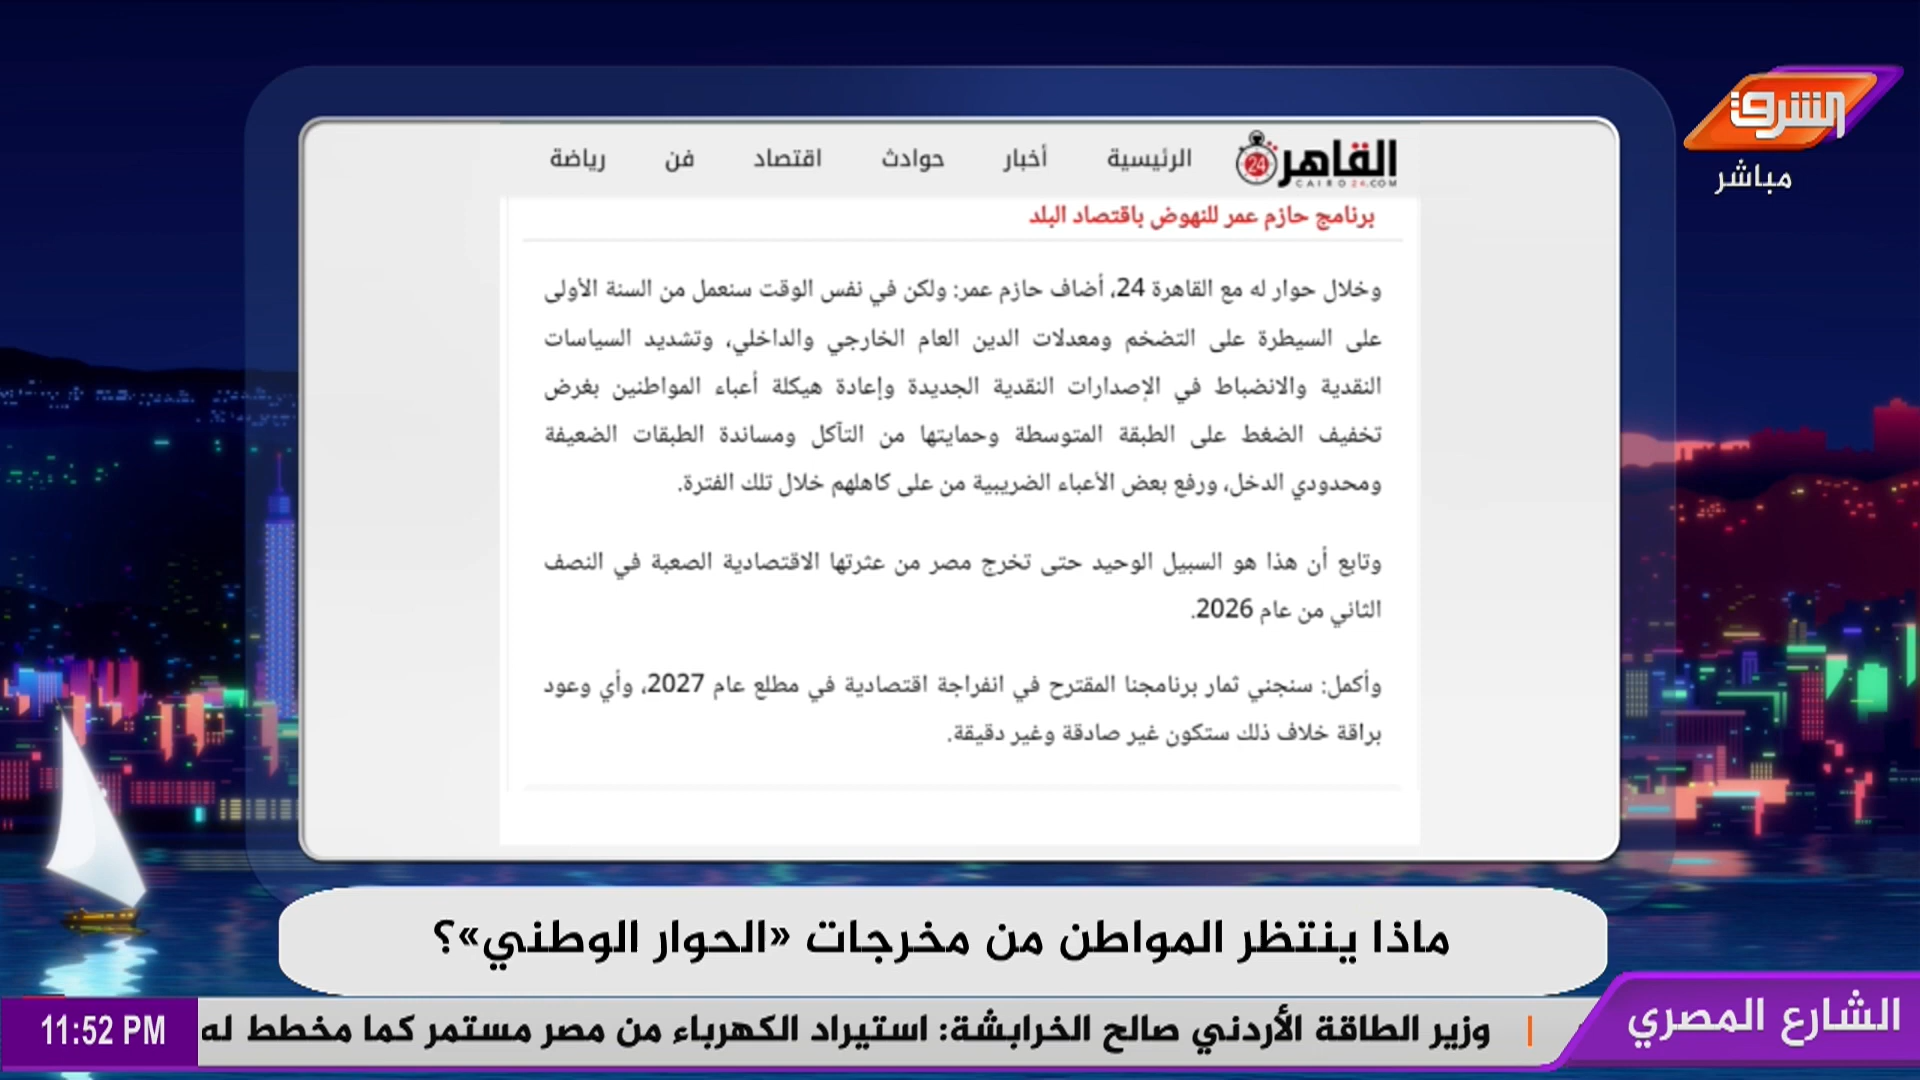 الشرق
مباشر
القاهرة 24
CAIRO24.COM
الرئيسية أخبار حوادث اقتصاد فن رياضة
برنامج حازم عمر للنهوض باقتصاد البلد
وخلال حوار له مع القاهرة 24، أضاف حازم عمر: ولكن في نفس الوقت سنعمل من السنة الأولى
على السيطرة على التضخم ومعدلات الدين العام الخارجي والداخلي، وتشديد السياسات
النقدية والانضباط في الإصدارات النقدية الجديدة وإعادة هيكلة أعباء المواطنين بغرض
تخفيف الضغط على الطبقة المتوسطة وحمايتها من التآكل ومساندة الطبقات الضعيفة
ومحدودي الدخل، ورفع بعض الأعباء الضريبية من على كاهلهم خلال تلك الفترة.
وتابع أن هذا هو السبيل الوحيد حتى تخرج مصر من عثرتها الاقتصادية الصعبة في النصف
الثاني من عام 2026.
وأكمل: سنجني ثمار برنامجنا المقترح في انفراجة اقتصادية في مطلع عام 2027، وأي وعود
براقة خلاف ذلك ستكون غير صادقة وغير دقيقة.
ماذا ينتظر المواطن من مخرجات «الحوار الوطني»؟
الشارع المصري
وزير الطاقة الأردني صالح الخرابشة: استيراد الكهرباء من مصر مستمر كما مخطط له
11:52 PM